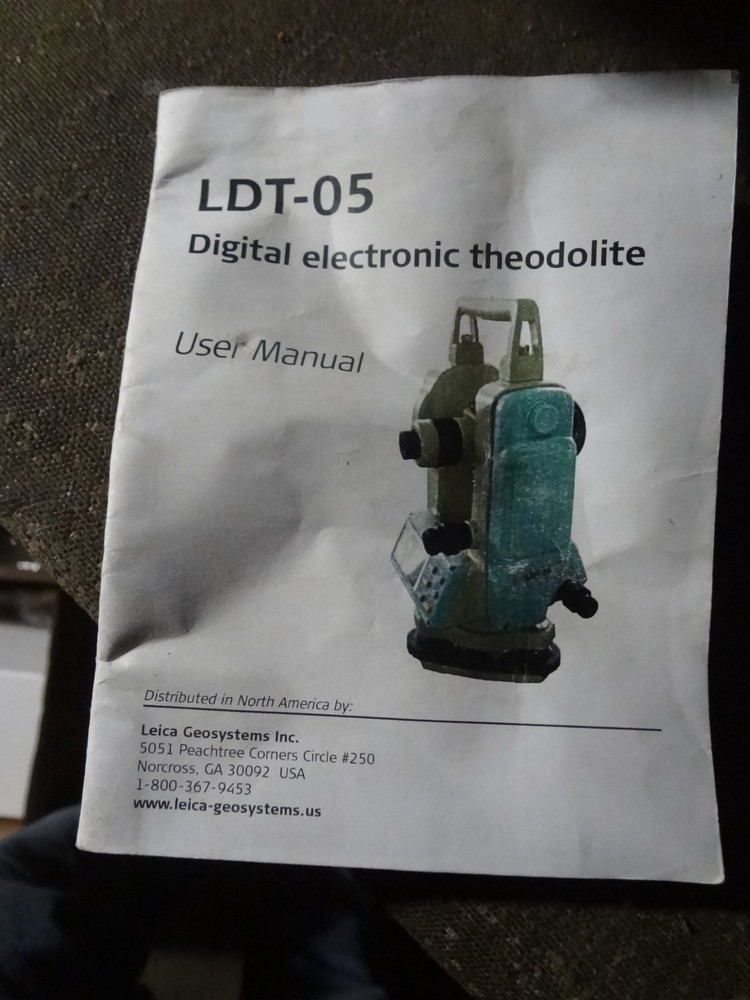 LDT-05
Digital electronic theodolite
User Manual
Distributed in North America by:
Leica Geosystems Inc.
5051 Peachtree Corners Circle #250
Norcross, GA 30092 USA
1-800-367-9453
www.leica-geosystems.us